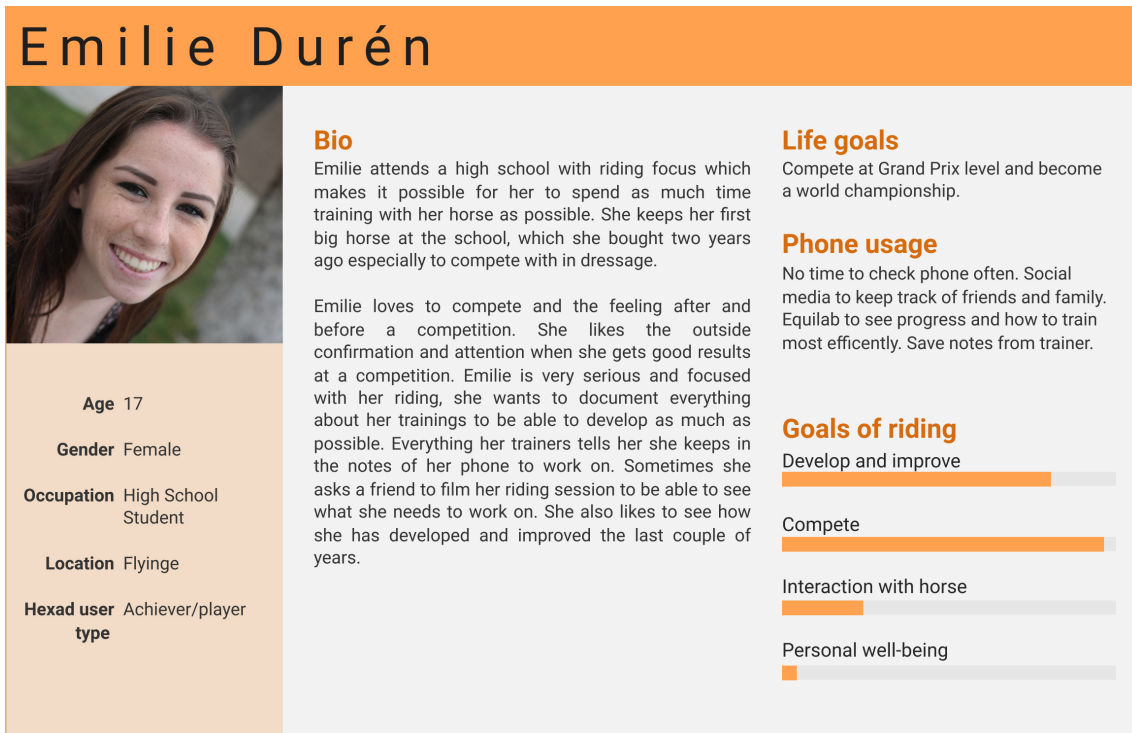 Emilie Durén
Age 17
Gender Female
Occupation High School
Student
Location Flyinge
Hexad user Achiever/player
type
Bio
Emilie attends a high school with riding focus which
makes it possible for her to spend as much time
training with her horse as possible. She keeps her first
big horse at the school, which she bought two years
ago especially to compete with in dressage.
Emilie loves to compete and the feeling after and
before a competition. She likes the outside
confirmation and attention when she gets good results
at a competition. Emilie is very serious and focused
with her riding, she wants to document everything
about her trainings to be able to develop as much as
possible. Everything her trainers tells her she keeps in
the notes of her phone to work on. Sometimes she
asks a friend to film her riding session to be able to see
what she needs to work on. She also likes to see how
she has developed and improved the last couple of
years.
Life goals
Compete at Grand Prix level and become
a world championship.
Phone usage
No time to check phone often. Social
media to keep track of friends and family.
Equilab to see progress and how to train
most efficently. Save notes from trainer.
Goals of riding
Develop and improve
Compete
Interaction with horse
Personal well-being